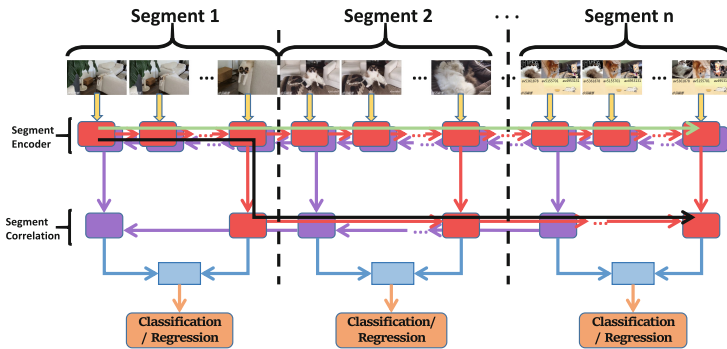 Segment 1
Segment 2
...
Segment n
...
...
...
Segment
Encoder
Segment
Correlation
...
...
Classification
/ Regression
Classification/
Regression
Classification
/ Regression